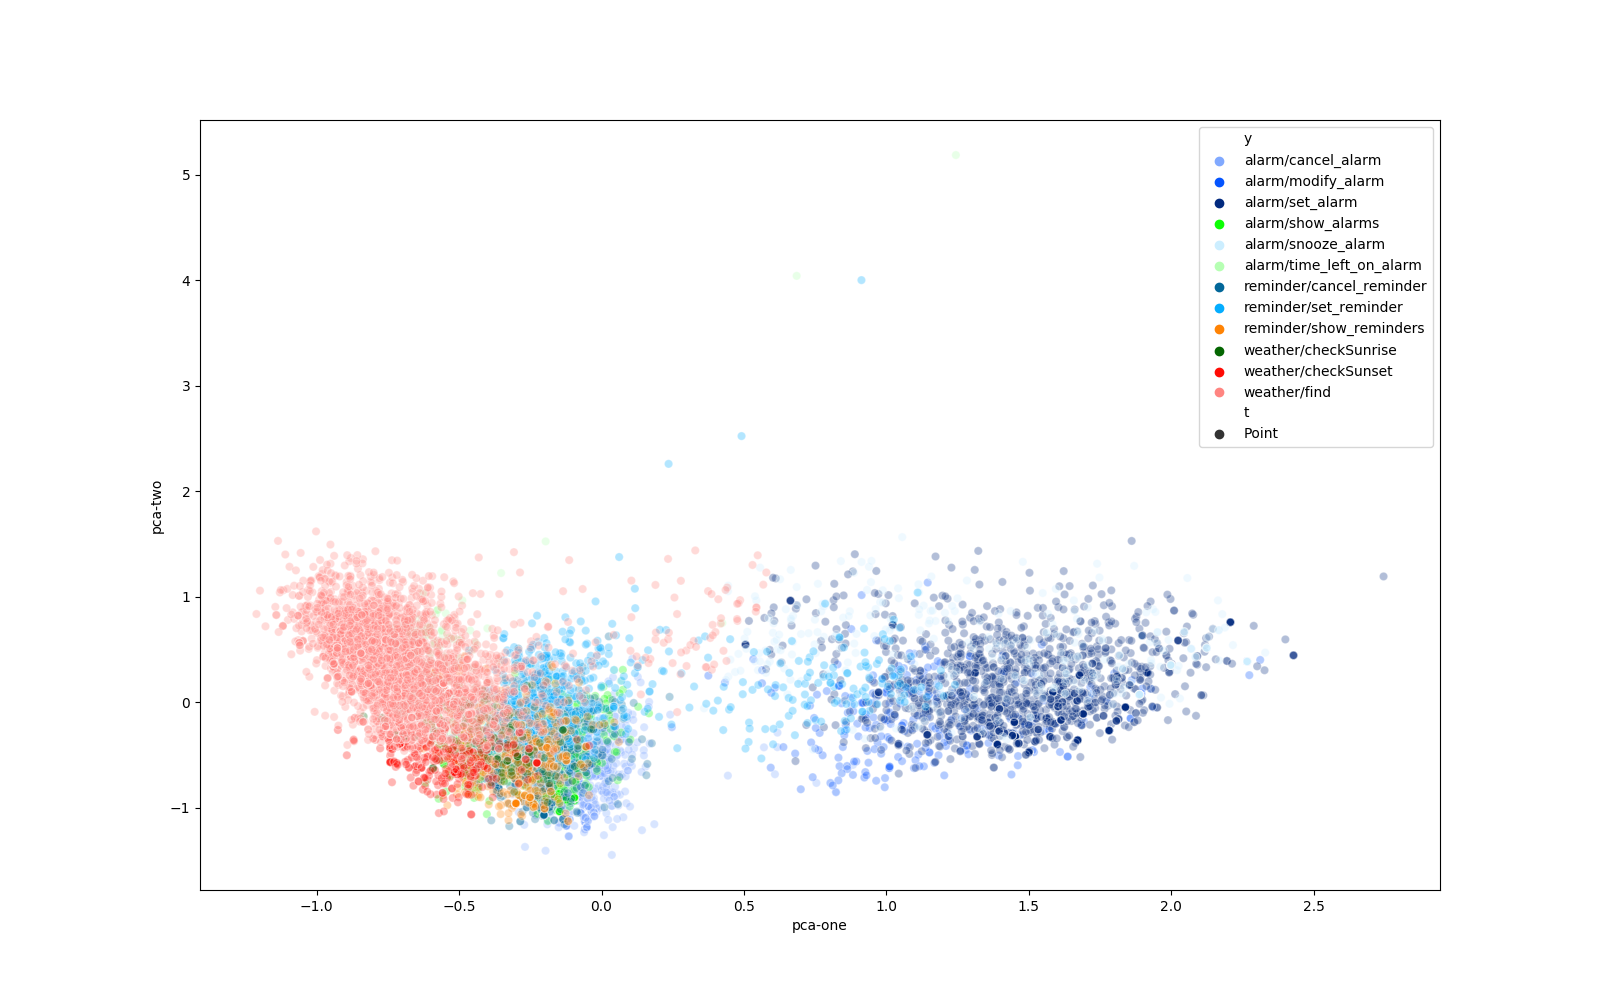 y
alarm/cancel_alarm
alarm/modify_alarm
alarm/set_alarm
alarm/show_alarms
alarm/snooze_alarm
alarm/time_left_on_alarm
reminder/cancel_reminder
reminder/set_reminder
reminder/show_reminders
weather/checkSunrise
weather/checkSunset
weather/find
t
Point
5
4
3
2
1
0
−1
pca-two
−1.0 −0.5 0.0 0.5 1.0 1.5 2.0 2.5
pca-one